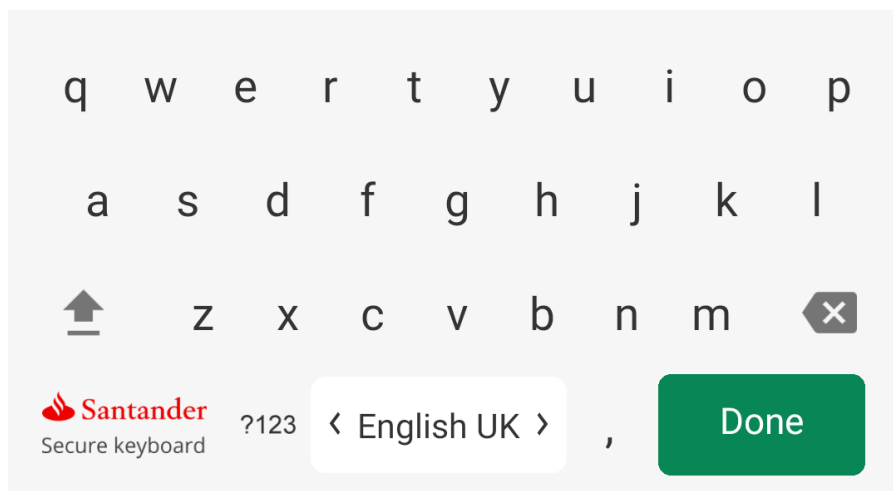 q w e r t y u i o p
a s d f g h j k l
z x c v b n m
Santander
Secure keyboard
?123
< English UK >
,
Done